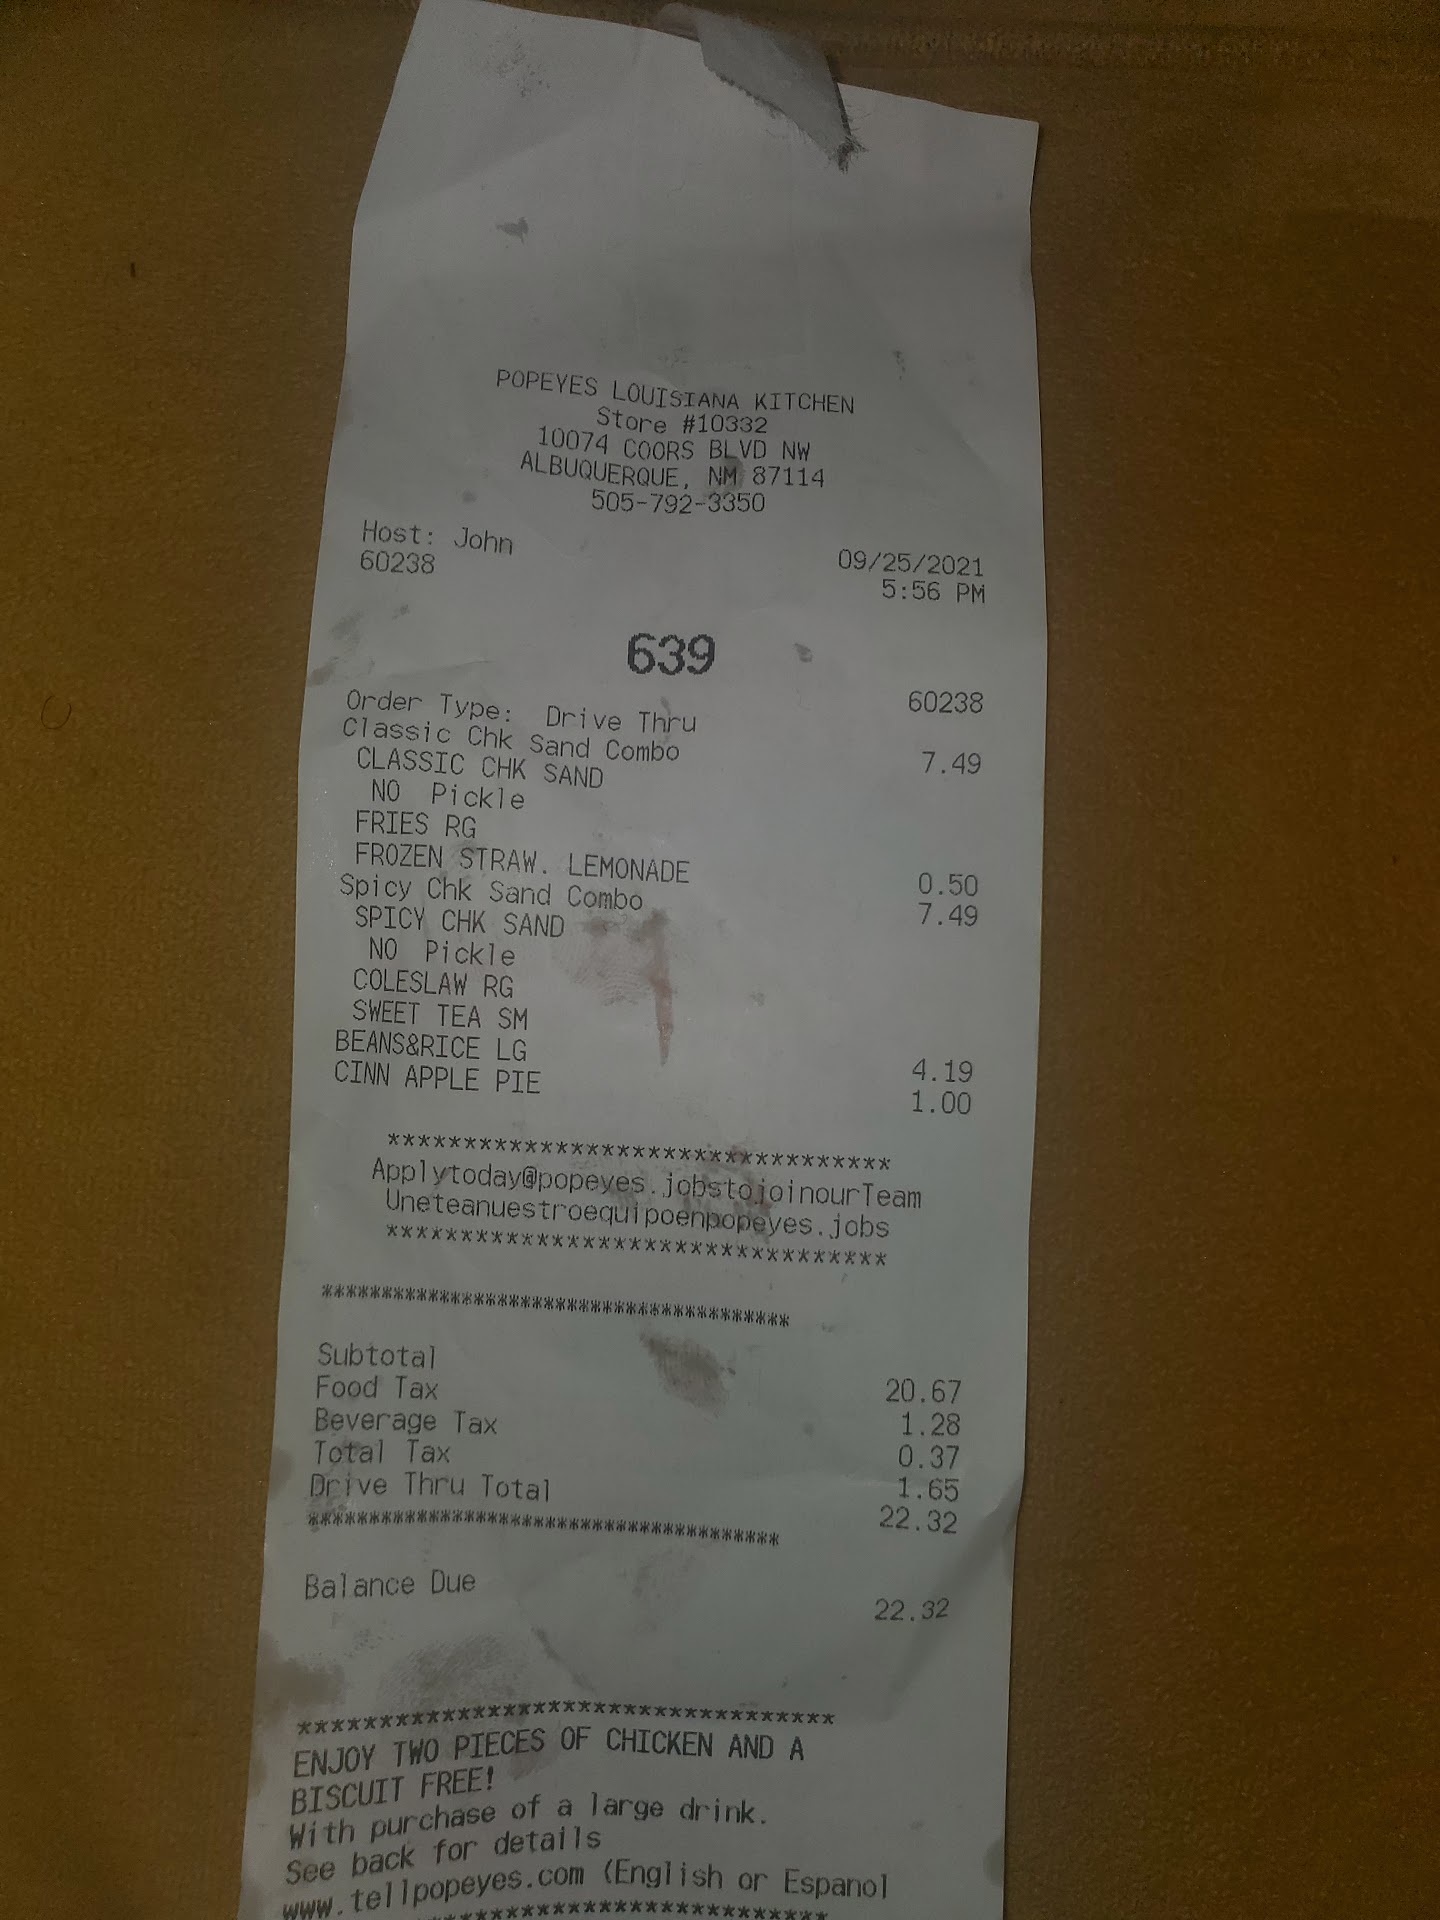 POPEYES LOUISIANA KITCHEN
Store #10332
10074 COORS BLVD NW
ALBUQUERQUE, NM 87114
505-792-3350
Host: John 09/25/2021
60238 5:56 PM
639
60238
Order Type: Drive Thru
Classic Chk Sand Combo 7.49
CLASSIC CHK SAND
NO Pickle
FRIES RG
FROZEN STRAW. LEMONADE 0.50
Spicy Chk Sand Combo 7.49
SPICY CHK SAND
NO Pickle
COLESLAW RG
SWEET TEA SM
BEANS&RICE LG 4.19
CINN APPLE PIE 1.00
*********************************
Applytoday@popeyes.jobstojoinourTeam
Uneteanuestroequipoenpopeyes.jobs
*********************************
***************************************
Subtotal 20.67
Food Tax 1.28
Beverage Tax 0.37
Total Tax 1.65
Drive Thru Total 22.32
***************************************
Balance Due 22.32
***********************************
ENJOY TWO PIECES OF CHICKEN AND A
BISCUIT FREE!
With purchase of a large drink.
See back for details
www.tellpopeyes.com (English or Espanol
***********************************